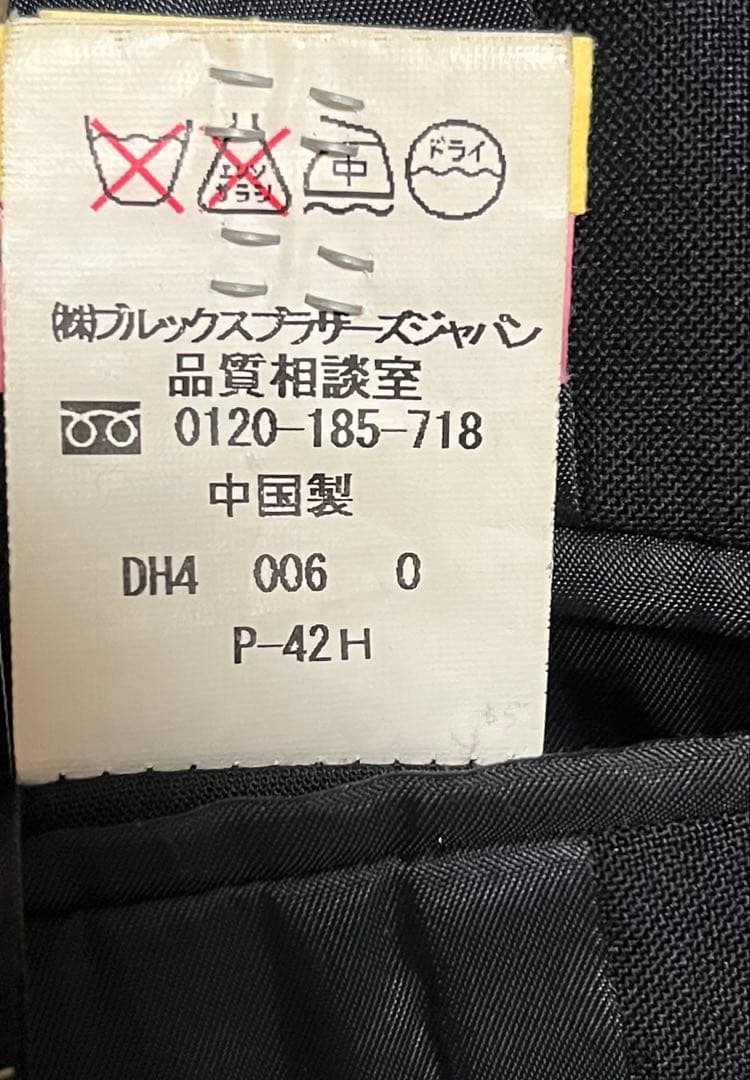 エンソ
サラシ
中
ドライ
㈱ブルックスブラザーズジャパン
品質相談室
0120-185-718
中国製
DH4 006 0
P-42H